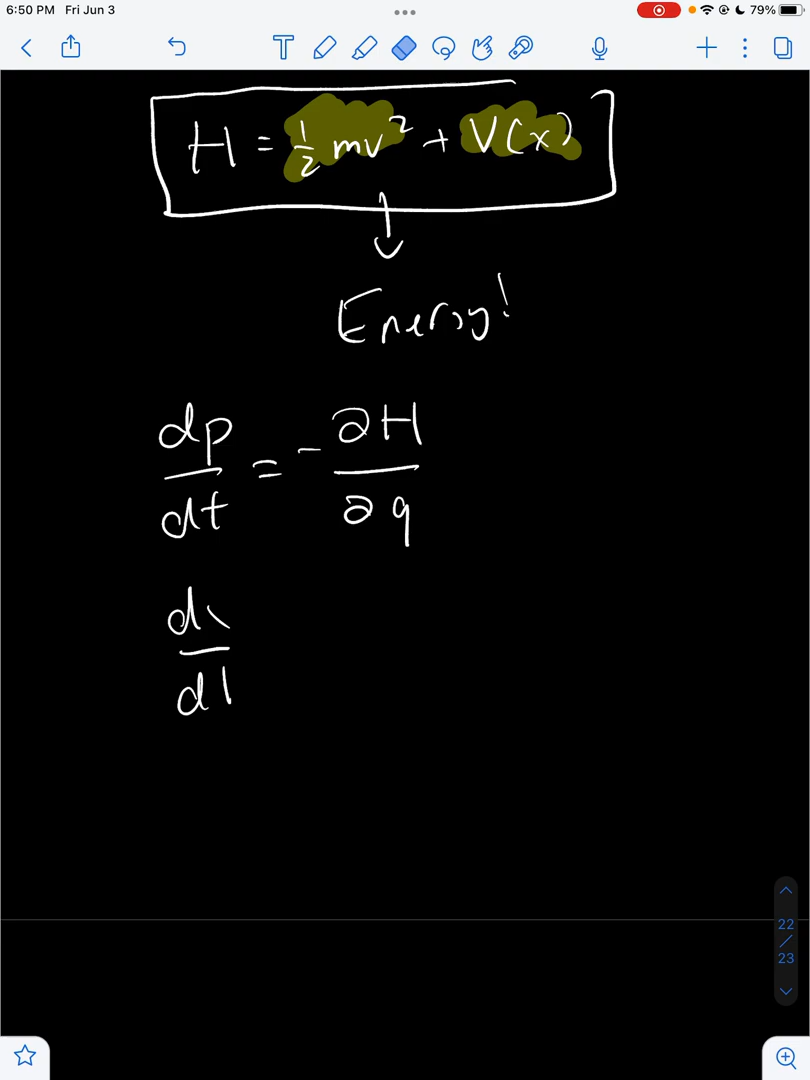 6:50 PM Fri Jun 3
79%
H = 1/2 mv² + V(x)
Energy!
dp/dt = - ∂H/∂q
22
/
23